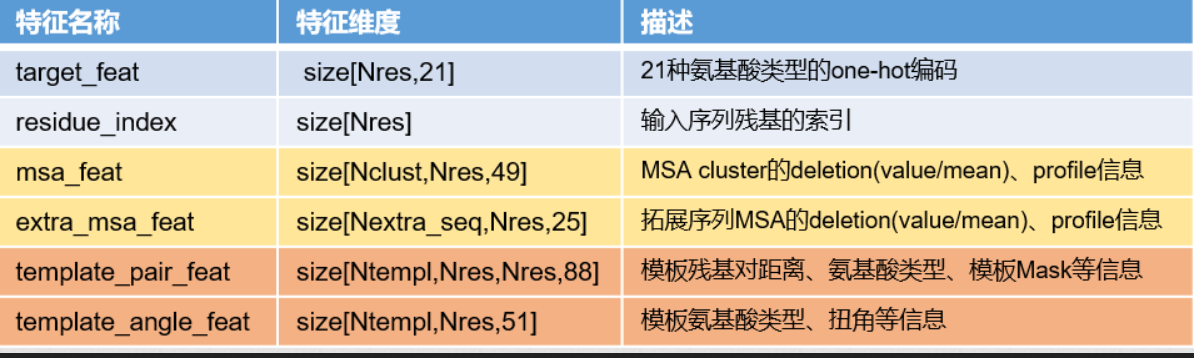 特征名称 特征维度 描述
target_feat size[Nres,21] 21种氨基酸类型的one-hot编码
residue_index size[Nres] 输入序列残基的索引
msa_feat size[Nclust,Nres,49] MSA cluster的deletion(value/mean)、profile信息
extra_msa_feat size[Nextra_seq,Nres,25] 拓展序列MSA的deletion(value/mean)、profile信息
template_pair_feat size[Ntempl,Nres,Nres,88] 模板残基对距离、氨基酸类型、模板Mask等信息
template_angle_feat size[Ntempl,Nres,51] 模板氨基酸类型、扭角等信息